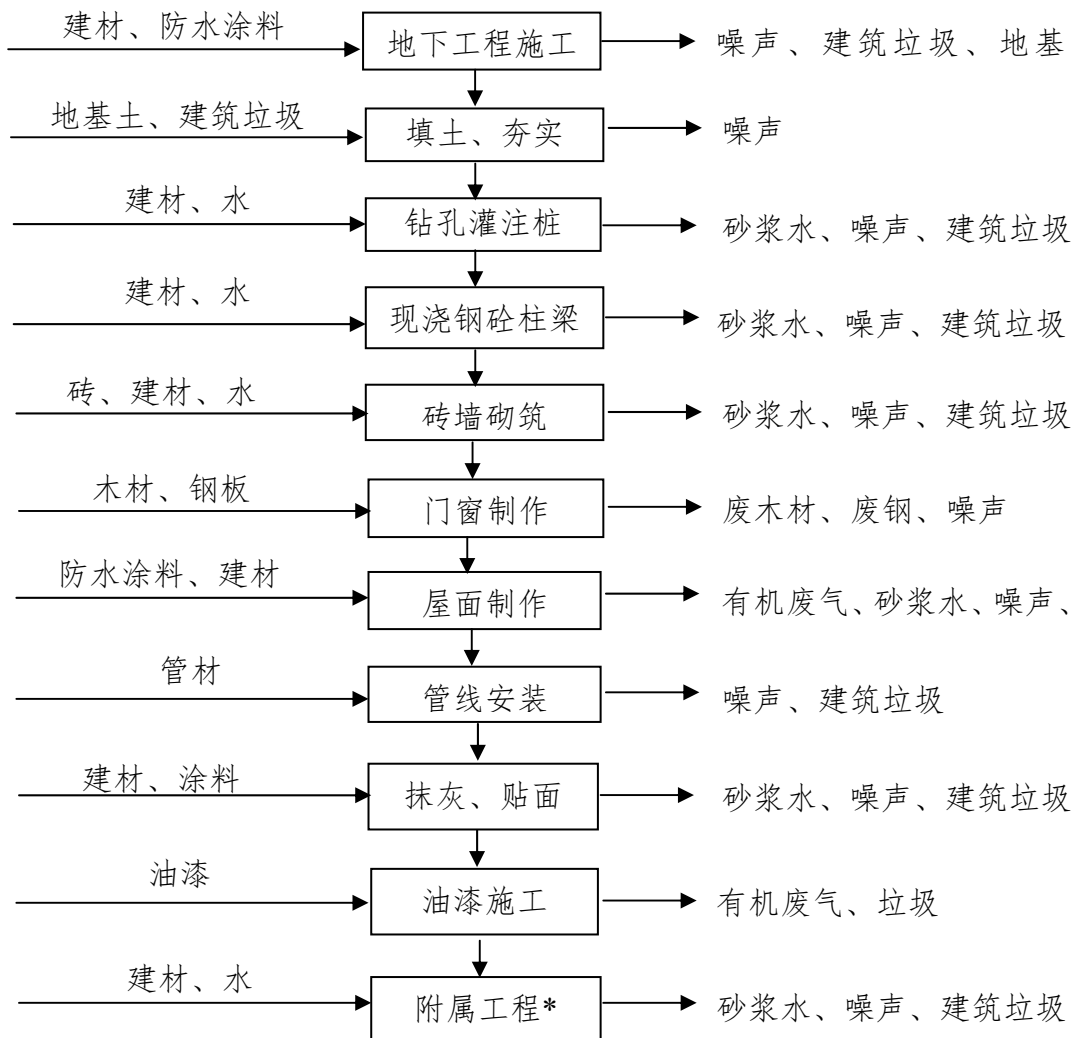 建材、防水涂料 地下工程施工 噪声、建筑垃圾、地基
地基土、建筑垃圾 填土、夯实 噪声
建材、水 钻孔灌注桩 砂浆水、噪声、建筑垃圾
建材、水 现浇钢砼柱梁 砂浆水、噪声、建筑垃圾
砖、建材、水 砖墙砌筑 砂浆水、噪声、建筑垃圾
木材、钢板 门窗制作 废木材、废钢、噪声
防水涂料、建材 屋面制作 有机废气、砂浆水、噪声、
管材 管线安装 噪声、建筑垃圾
建材、涂料 抹灰、贴面 砂浆水、噪声、建筑垃圾
油漆 油漆施工 有机废气、垃圾
建材、水 附属工程* 砂浆水、噪声、建筑垃圾